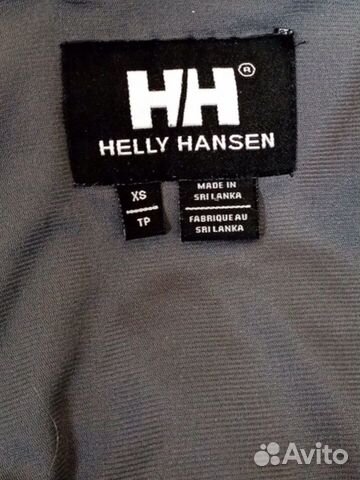 HH®
HELLY HANSEN
XS
TP
MADE IN
SRI LANKA
FABRIQUE AU
SRI LANKA
Avito